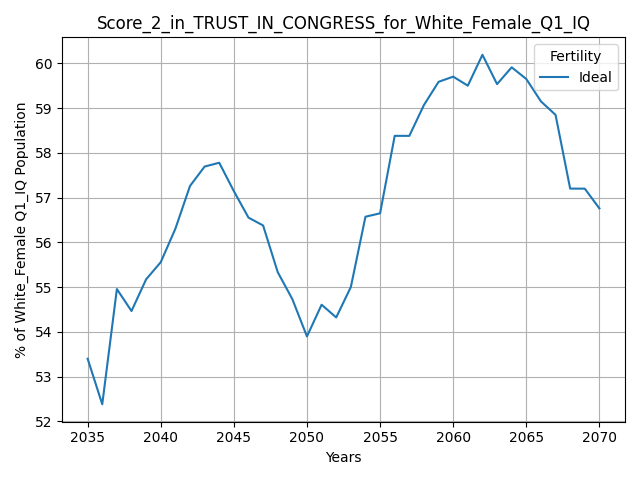 Score_2_in_TRUST_IN_CONGRESS_for_White_Female_Q1_IQ
Fertility
Ideal
% of White_Female Q1_IQ Population
60
59
58
57
56
55
54
53
52
2035 2040 2045 2050 2055 2060 2065 2070
Years